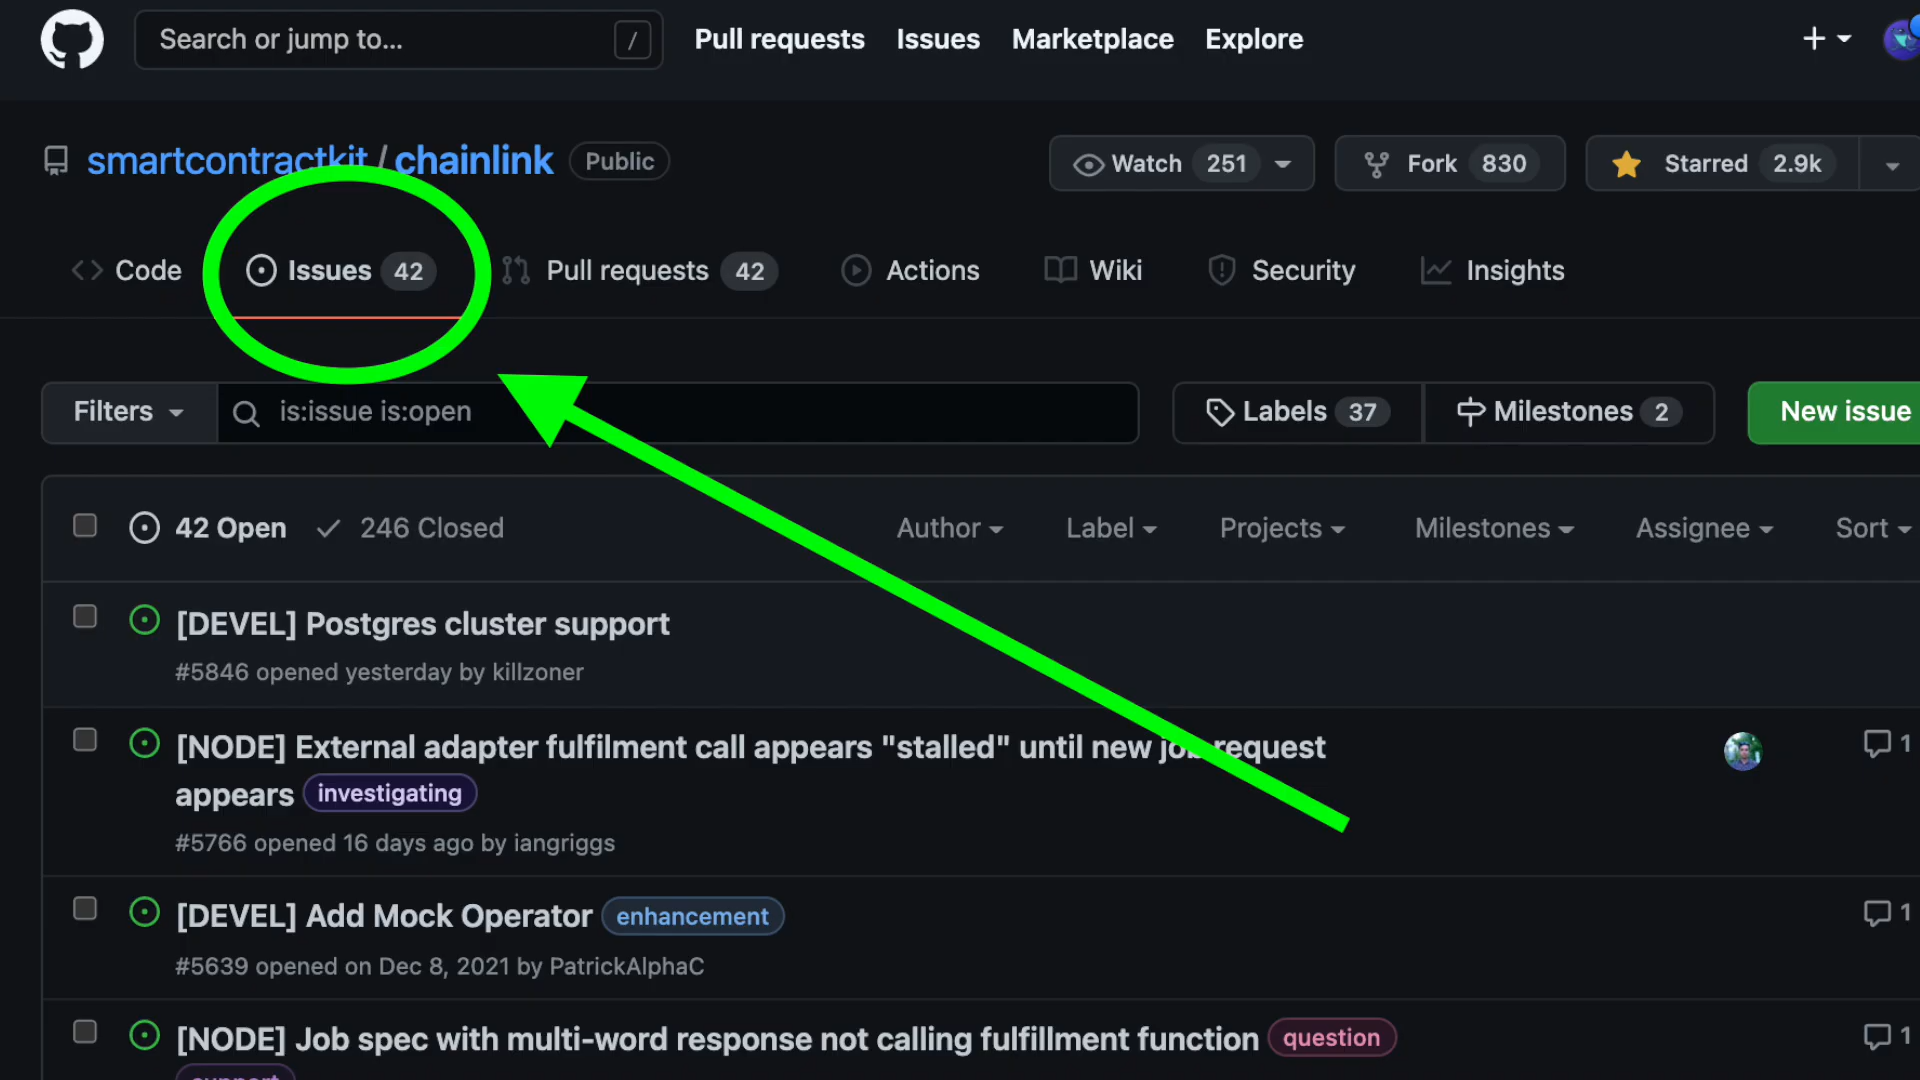 Search or jump to... / Pull requests Issues Marketplace Explore
smartcontractkit / chainlink Public Watch 251 Fork 830 Starred 2.9k
Code Issues 42 Pull requests 42 Actions Wiki Security Insights
Filters is:issue is:open Labels 37 Milestones 2 New issue
42 Open 246 Closed Author Label Projects Milestones Assignee Sort
[DEVEL] Postgres cluster support
#5846 opened yesterday by killzoner
[NODE] External adapter fulfilment call appears "stalled" until new job request 1
appears investigating
#5766 opened 16 days ago by iangriggs
[DEVEL] Add Mock Operator enhancement 1
#5639 opened on Dec 8, 2021 by PatrickAlphaC
[NODE] Job spec with multi-word response not calling fulfillment function question 1